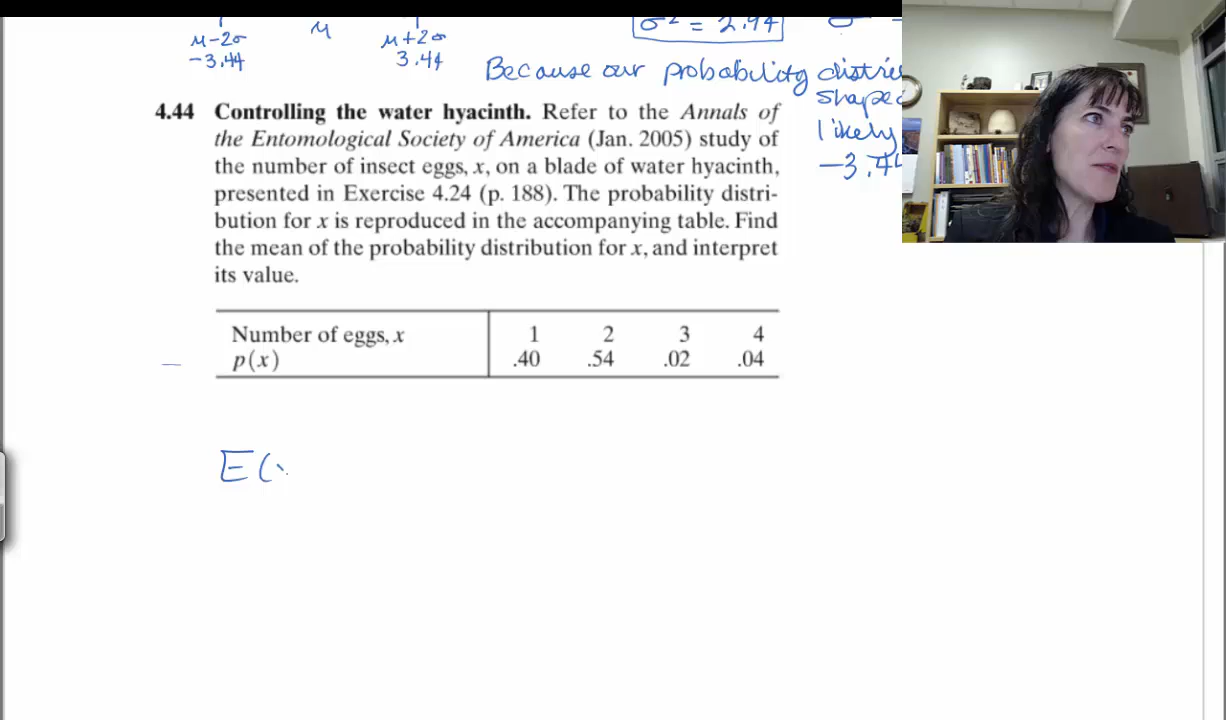 μ-2σ μ μ+2σ σ² = 2.94 σ
-3.44 3.44 Because our probability distri
shaped
likely
-3.44
4.44 Controlling the water hyacinth. Refer to the Annals of
the Entomological Society of America (Jan. 2005) study of
the number of insect eggs, x, on a blade of water hyacinth,
presented in Exercise 4.24 (p. 188). The probability distri-
bution for x is reproduced in the accompanying table. Find
the mean of the probability distribution for x, and interpret
its value.
Number of eggs, x 1 2 3 4
p(x) .40 .54 .02 .04
E(